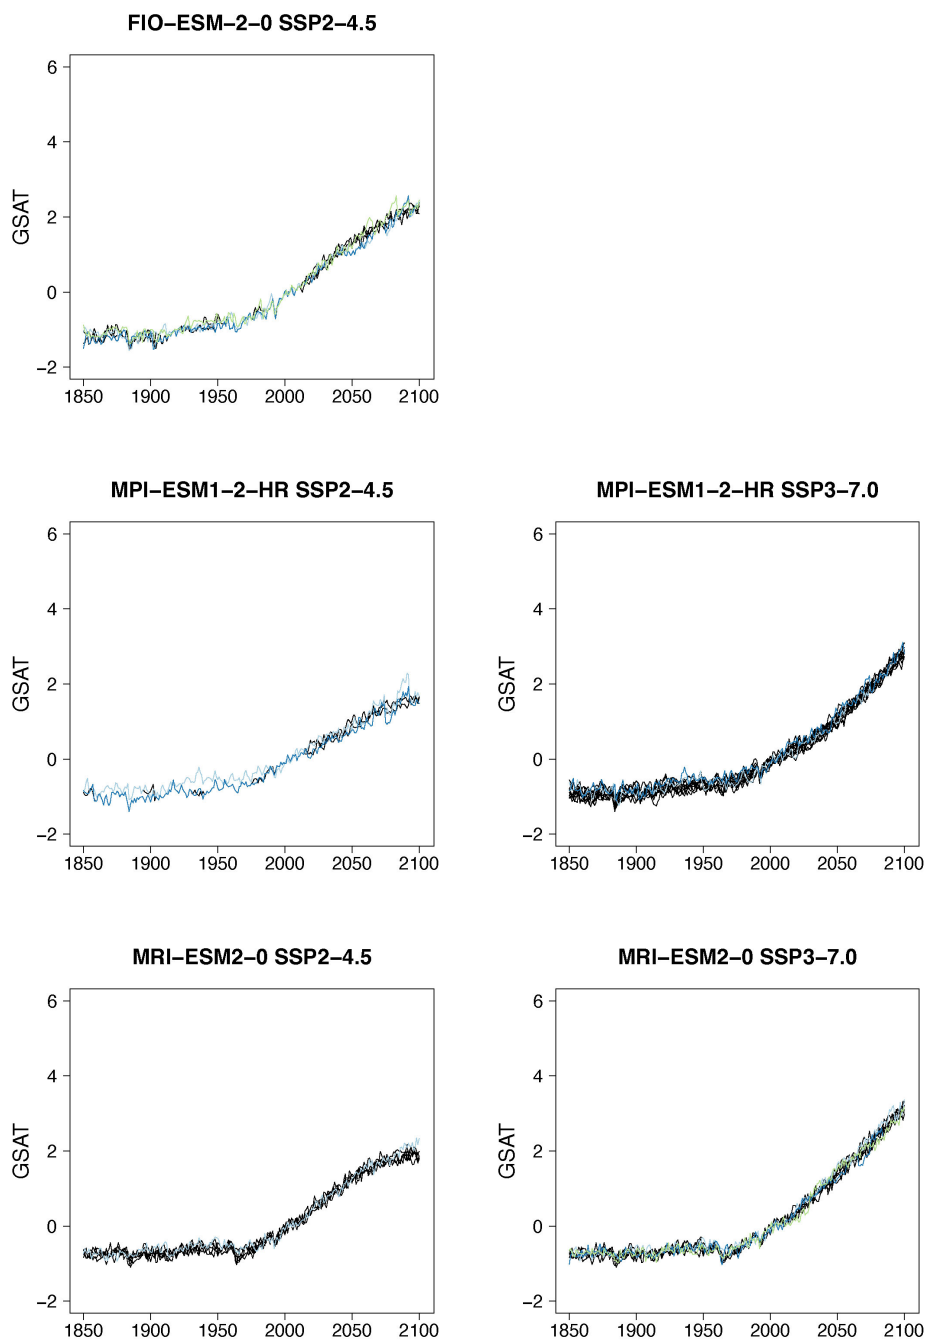 FIO−ESM−2−0 SSP2−4.5
6
4
2
0
−2
GSAT
1850 1900 1950 2000 2050 2100
MPI−ESM1−2−HR SSP2−4.5
6
4
2
0
−2
GSAT
1850 1900 1950 2000 2050 2100
MPI−ESM1−2−HR SSP3−7.0
6
4
2
0
−2
GSAT
1850 1900 1950 2000 2050 2100
MRI−ESM2−0 SSP2−4.5
6
4
2
0
−2
GSAT
1850 1900 1950 2000 2050 2100
MRI−ESM2−0 SSP3−7.0
6
4
2
0
−2
GSAT
1850 1900 1950 2000 2050 2100